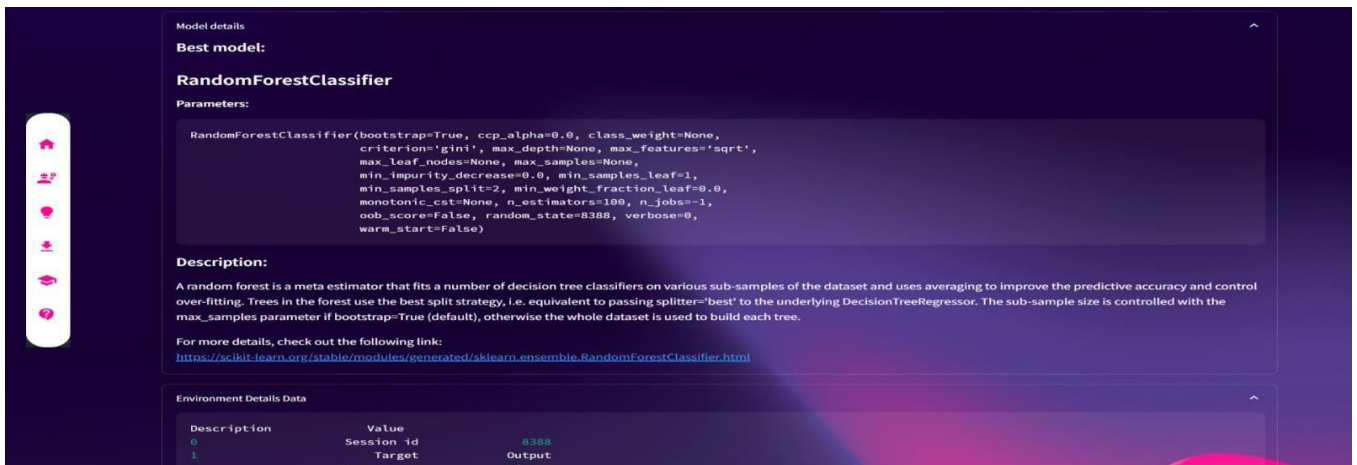 Model details
Best model:
RandomForestClassifier
Parameters:
RandomForestClassifier(bootstrap=True, ccp_alpha=0.0, class_weight=None,
criterion='gini', max_depth=None, max_features='sqrt',
max_leaf_nodes=None, max_samples=None,
min_impurity_decrease=0.0, min_samples_leaf=1,
min_samples_split=2, min_weight_fraction_leaf=0.0,
monotonic_cst=None, n_estimators=100, n_jobs=-1,
oob_score=False, random_state=8388, verbose=0,
warm_start=False)
Description:
A random forest is a meta estimator that fits a number of decision tree classifiers on various sub-samples of the dataset and uses averaging to improve the predictive accuracy and control
over-fitting. Trees in the forest use the best split strategy, i.e. equivalent to passing splitter='best' to the underlying DecisionTreeRegressor. The sub-sample size is controlled with the
max_samples parameter if bootstrap=True (default), otherwise the whole dataset is used to build each tree.
For more details, check out the following link:
https://scikit-learn.org/stable/modules/generated/sklearn.ensemble.RandomForestClassifier.html
Environment Details Data
Description Value
0 Session id 8388
1 Target Output